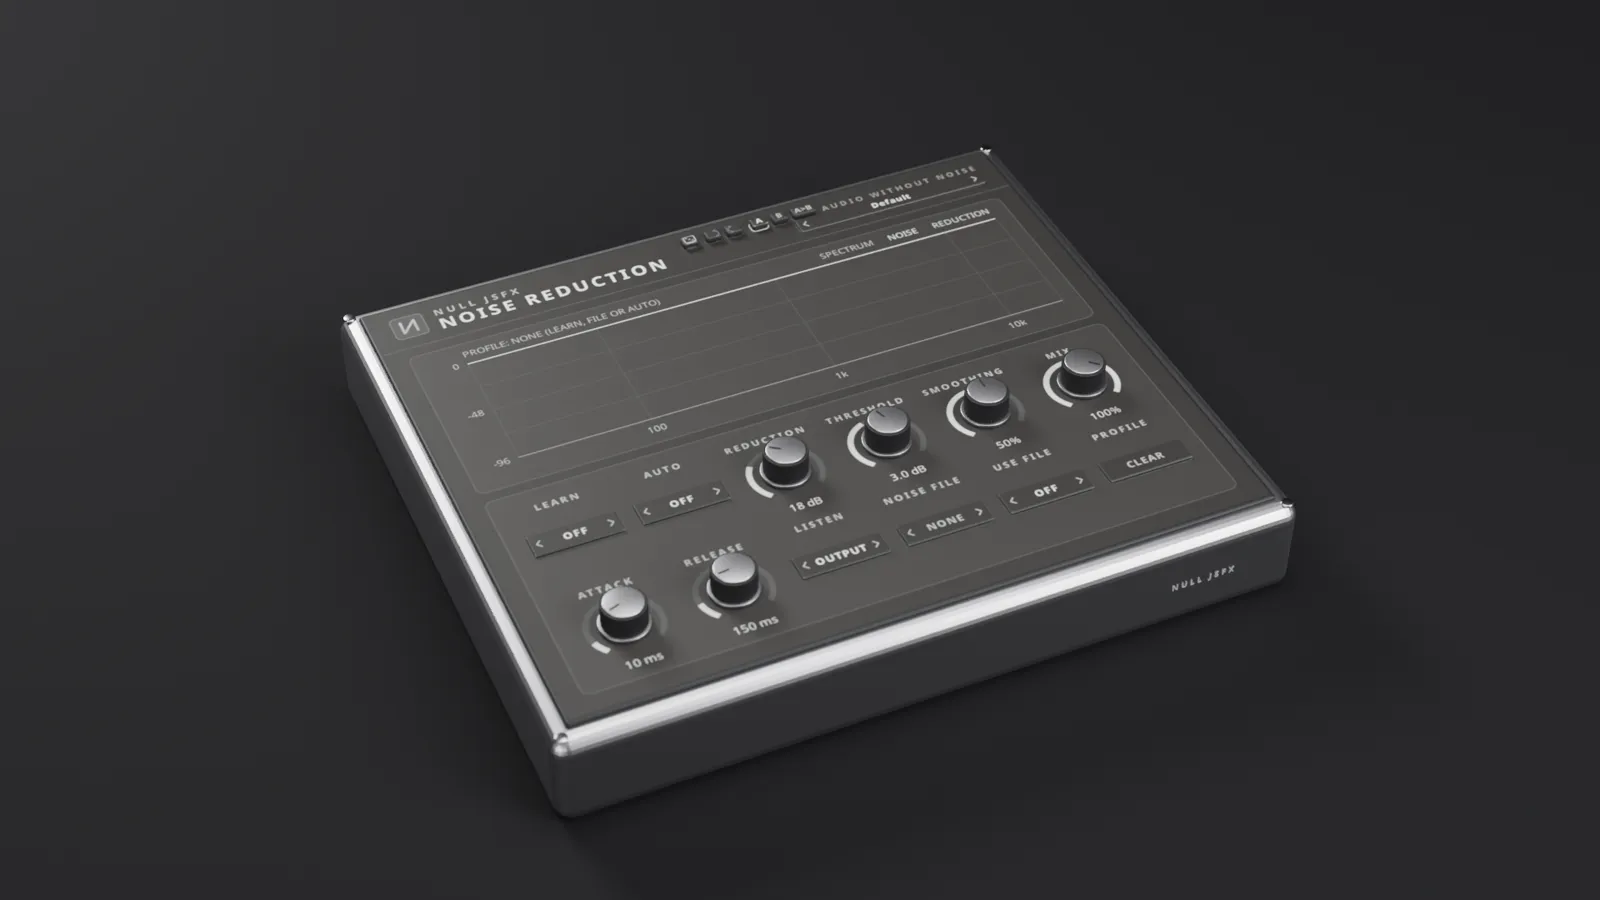 NULL JSFX
NOISE REDUCTION
A
B
A>B
AUDIO WITHOUT NOISE
< Default >
PROFILE: NONE (LEARN, FILE OR AUTO)
SPECTRUM NOISE REDUCTION
0
-48
-96
100
1k
10k
LEARN
< OFF >
AUTO
< OFF >
REDUCTION
18 dB
THRESHOLD
3.0 dB
SMOOTHING
50%
MIX
100%
ATTACK
10 ms
RELEASE
150 ms
LISTEN
< OUTPUT >
NOISE FILE
< NONE >
USE FILE
< OFF >
PROFILE
CLEAR
NULL JSFX